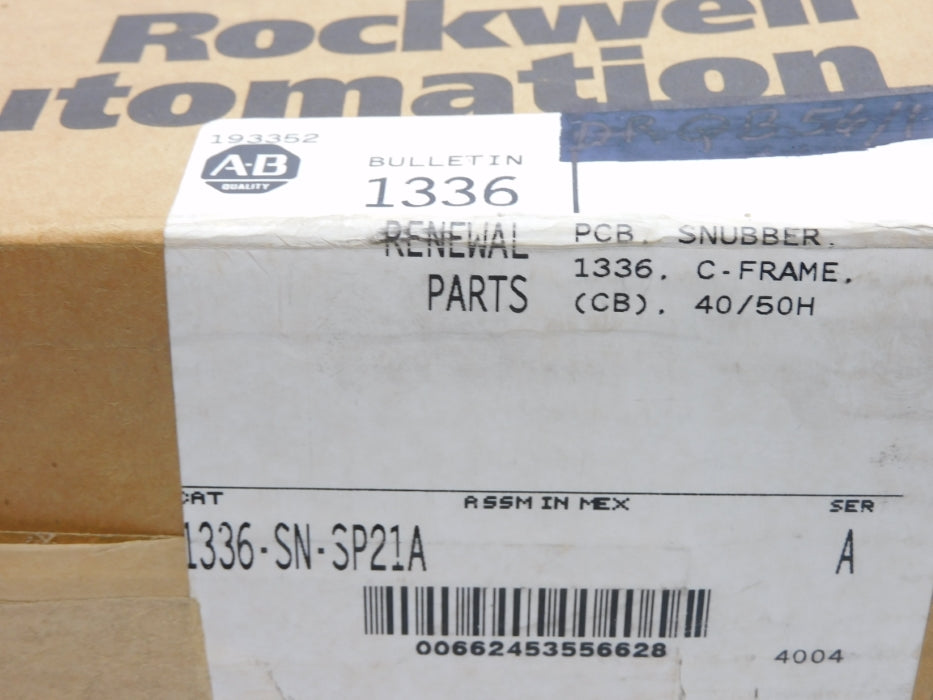 Rockwell
utomation
193352
A-B
QUALITY
BULLETIN
1336
RENEWAL
PARTS
PCB, SNUBBER,
1336, C-FRAME,
(CB), 40/50H
CAT
ASSM IN MEX
SER
1336-SN-SP21A
A
00662453556628
4004